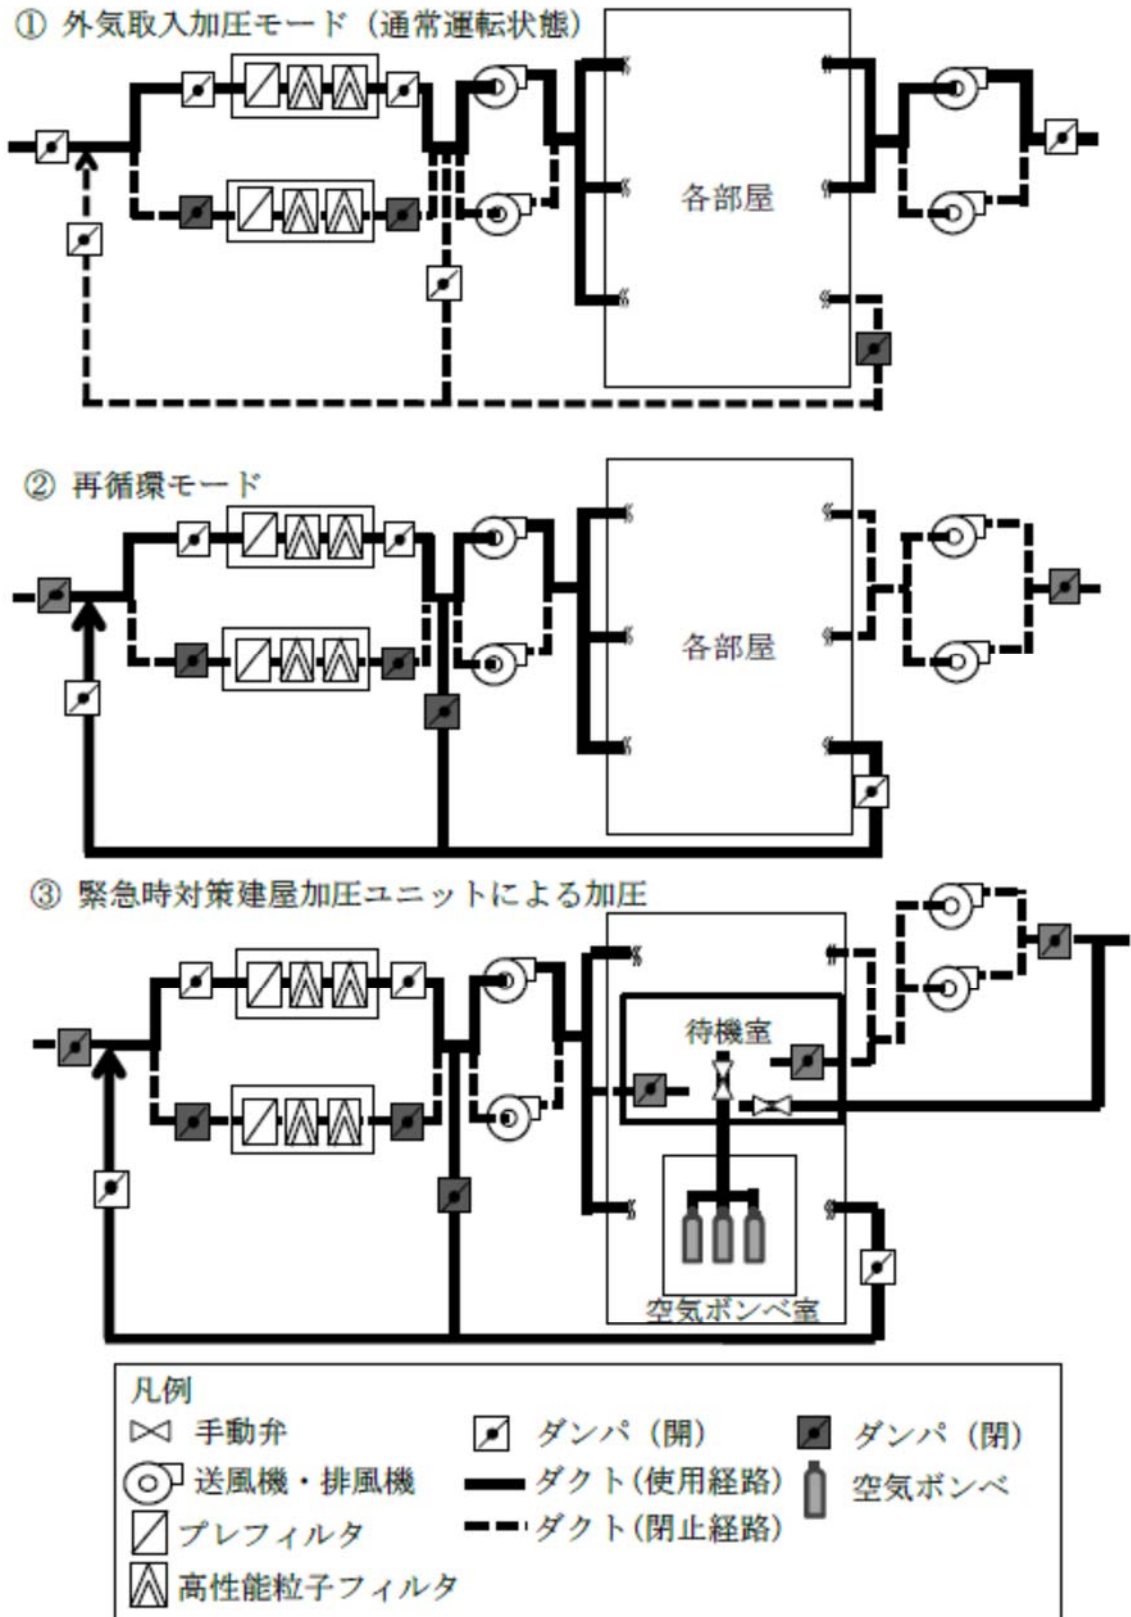 ① 外気取入加圧モード（通常運転状態）
各部屋
② 再循環モード
各部屋
③ 緊急時対策建屋加圧ユニットによる加圧
待機室
空気ボンベ室
凡例
手動弁
ダンパ（開）
ダンパ（閉）
送風機・排風機
ダクト(使用経路)
空気ボンベ
プレフィルタ
ダクト(閉止経路)
高性能粒子フィルタ